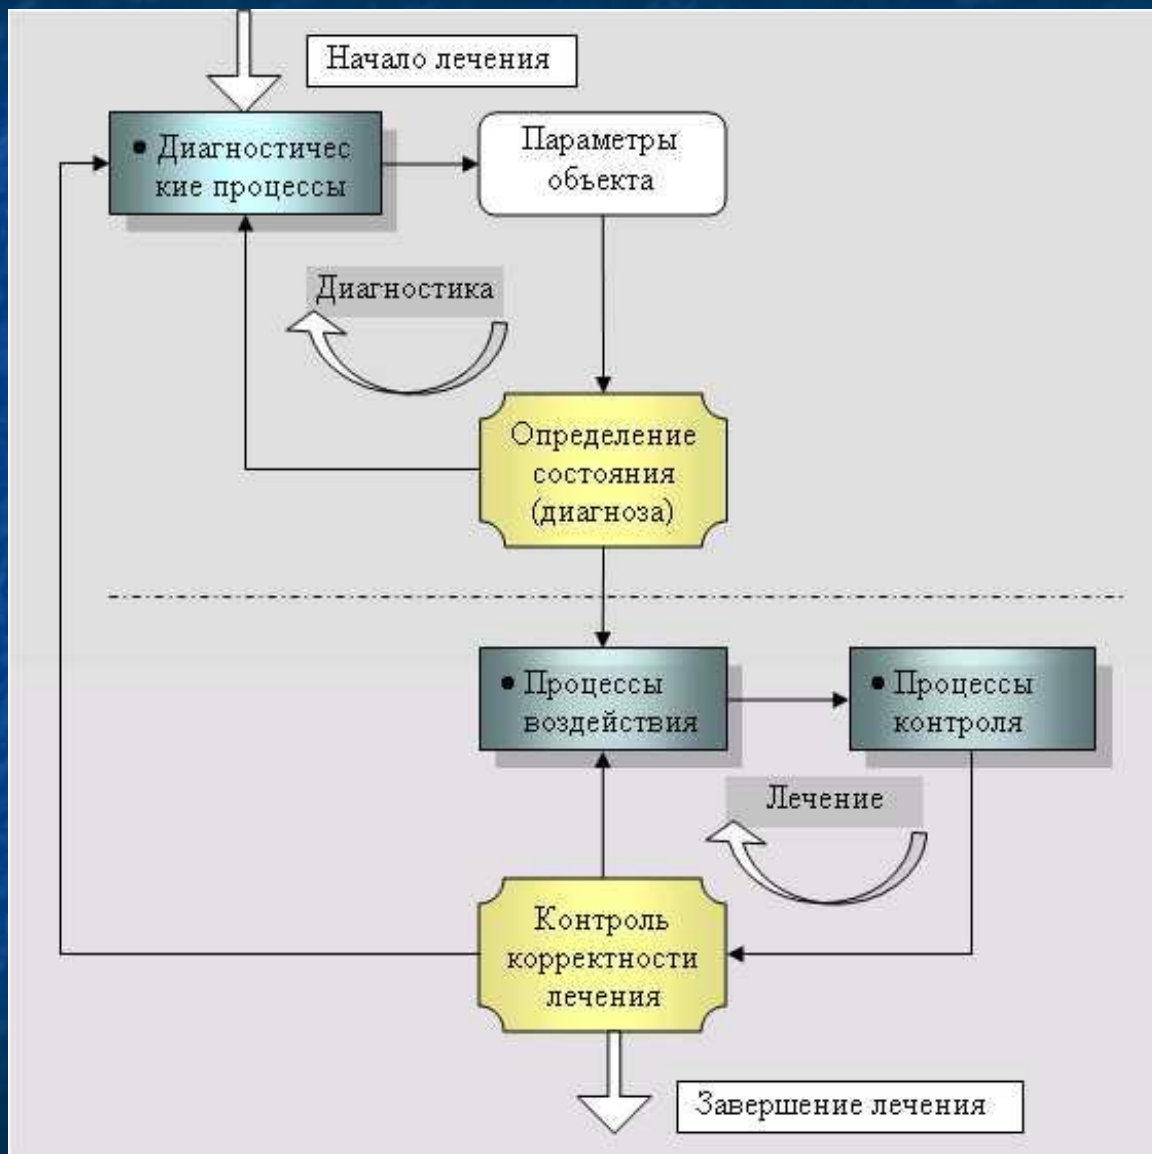 Начало лечения
• Диагностичес
кие процессы
Параметры
объекта
Диагностика
Определение
состояния
(диагноза)
• Процессы
воздействия
• Процессы
контроля
Лечение
Контроль
корректности
лечения
Завершение лечения